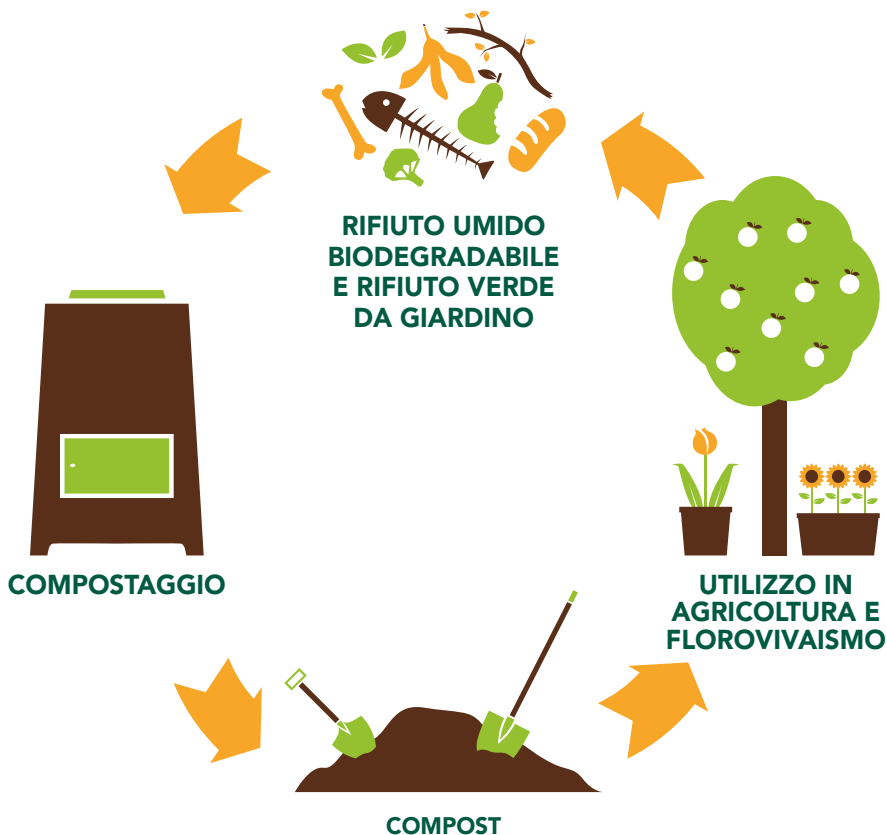 RIFIUTO UMIDO
BIODEGRADABILE
E RIFIUTO VERDE
DA GIARDINO
COMPOSTAGGIO
UTILIZZO IN
AGRICOLTURA E
FLOROVIVAISMO
COMPOST